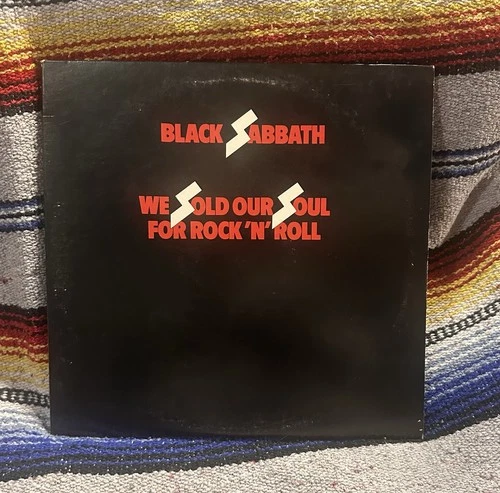 BLACK SABBATH
WE SOLD OUR SOUL
FOR ROCK 'N' ROLL